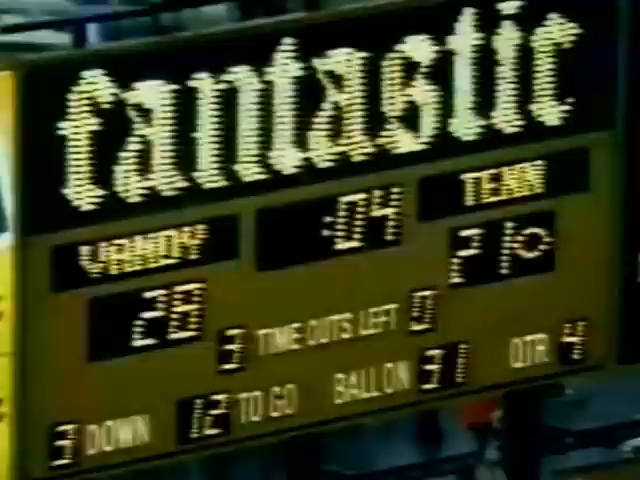 fantastic
VANDY :04 TENN
28 21
3 TIME OUTS LEFT 0
3 DOWN 12 TO GO BALL ON 31 QTR 4